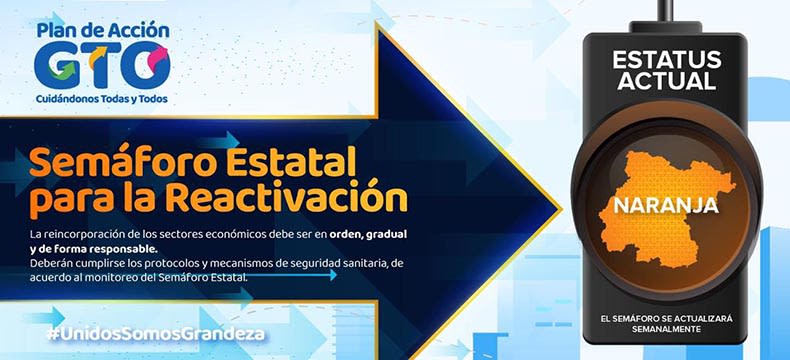 Plan de Acción
GTO
Cuidándonos Todas y Todos
Semáforo Estatal
para la Reactivación
La reincorporación de los sectores económicos debe ser en orden, gradual
y de forma responsable.
Deberán cumplirse los protocolos y mecanismos de seguridad sanitaria, de
acuerdo al monitoreo del Semáforo Estatal.
#UnidosSomosGrandeza
ESTATUS
ACTUAL
NARANJA
EL SEMÁFORO SE ACTUALIZARÁ
SEMANALMENTE